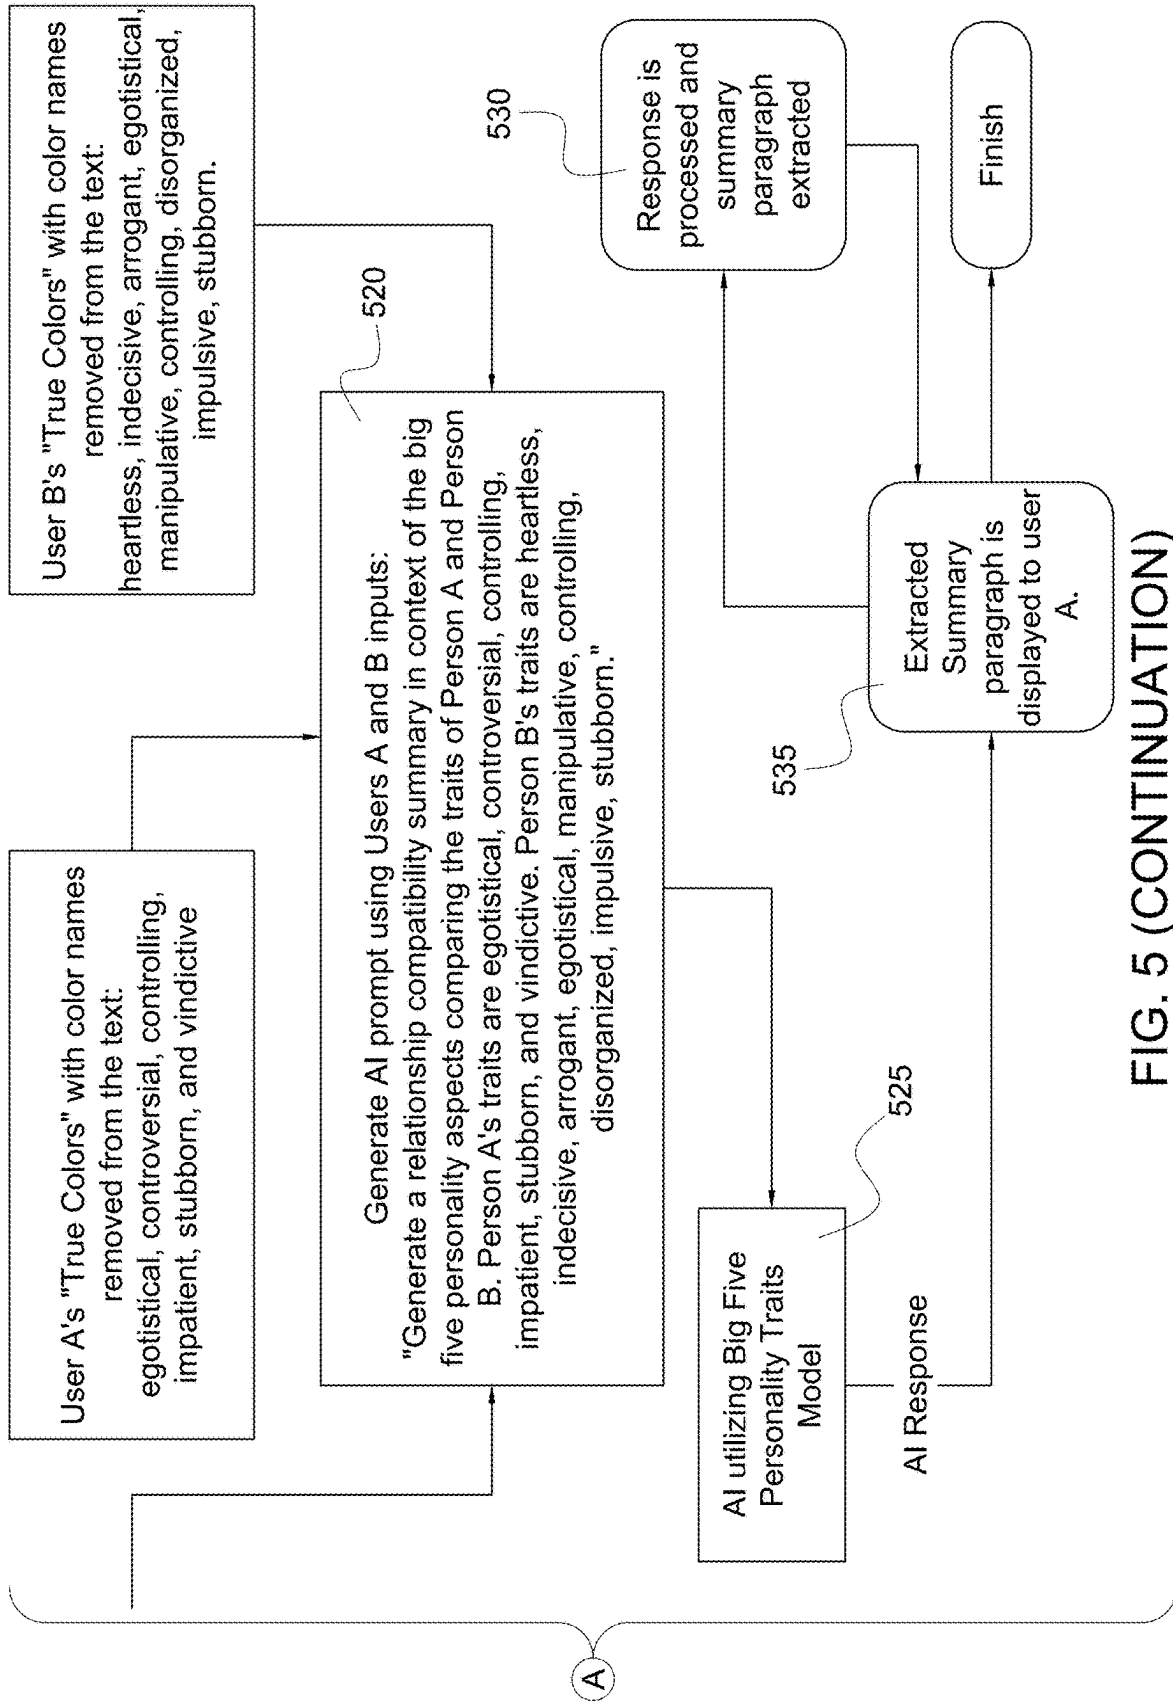 User A's "True Colors" with color names
removed from the text:
egotistical, controversial, controlling,
impatient, stubborn, and vindictive
User B's "True Colors" with color names
removed from the text:
heartless, indecisive, arrogant, egotistical,
manipulative, controlling, disorganized,
impulsive, stubborn.
A
Generate AI prompt using Users A and B inputs:
"Generate a relationship compatibility summary in context of the big
five personality aspects comparing the traits of Person A and Person
B. Person A's traits are egotistical, controversial, controlling,
impatient, stubborn, and vindictive. Person B's traits are heartless,
indecisive, arrogant, egotistical, manipulative, controlling,
disorganized, impulsive, stubborn."
520
AI utilizing Big Five
Personality Traits
Model
525
AI Response
Response is
processed and
summary
paragraph
extracted
530
Extracted
Summary
paragraph is
displayed to user
A.
535
Finish
FIG. 5 (CONTINUATION)